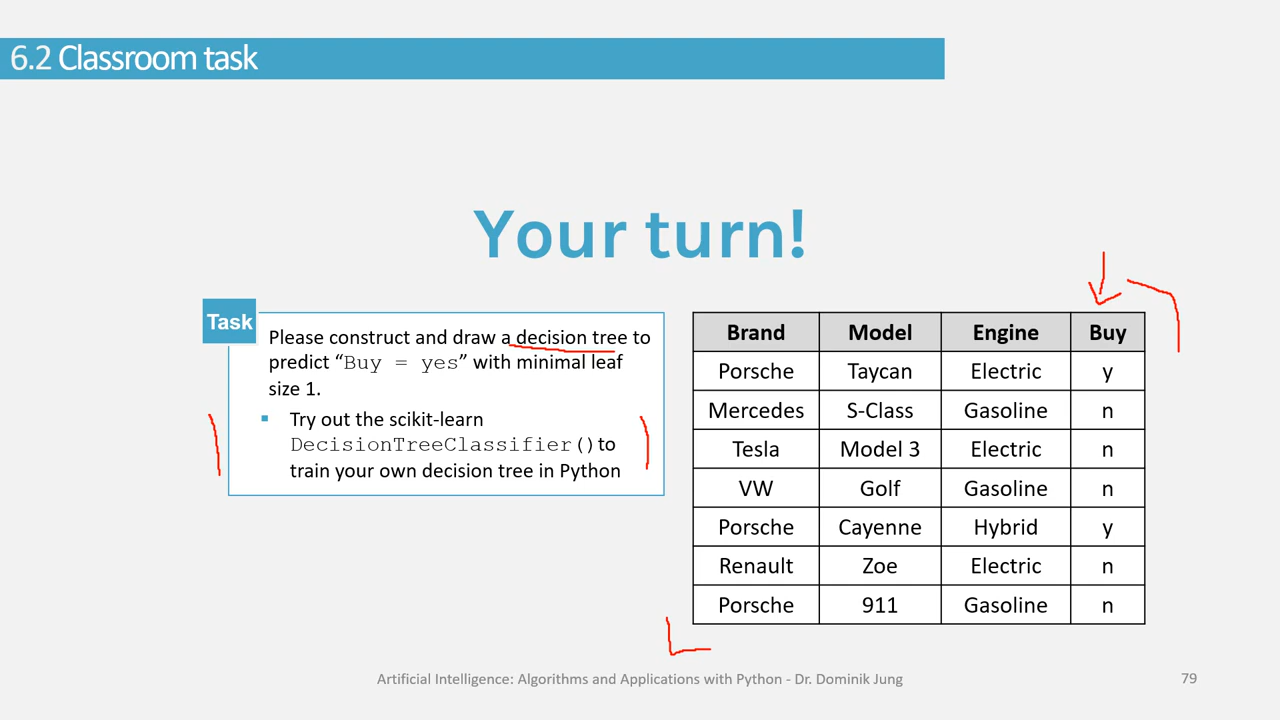 6.2 Classroom task
Your turn!
Task
Please construct and draw a decision tree to
predict “Buy = yes” with minimal leaf
size 1.
▪ Try out the scikit-learn
DecisionTreeClassifier() to
train your own decision tree in Python
Brand Model Engine Buy
Porsche Taycan Electric y
Mercedes S-Class Gasoline n
Tesla Model 3 Electric n
VW Golf Gasoline n
Porsche Cayenne Hybrid y
Renault Zoe Electric n
Porsche 911 Gasoline n
Artificial Intelligence: Algorithms and Applications with Python - Dr. Dominik Jung
79